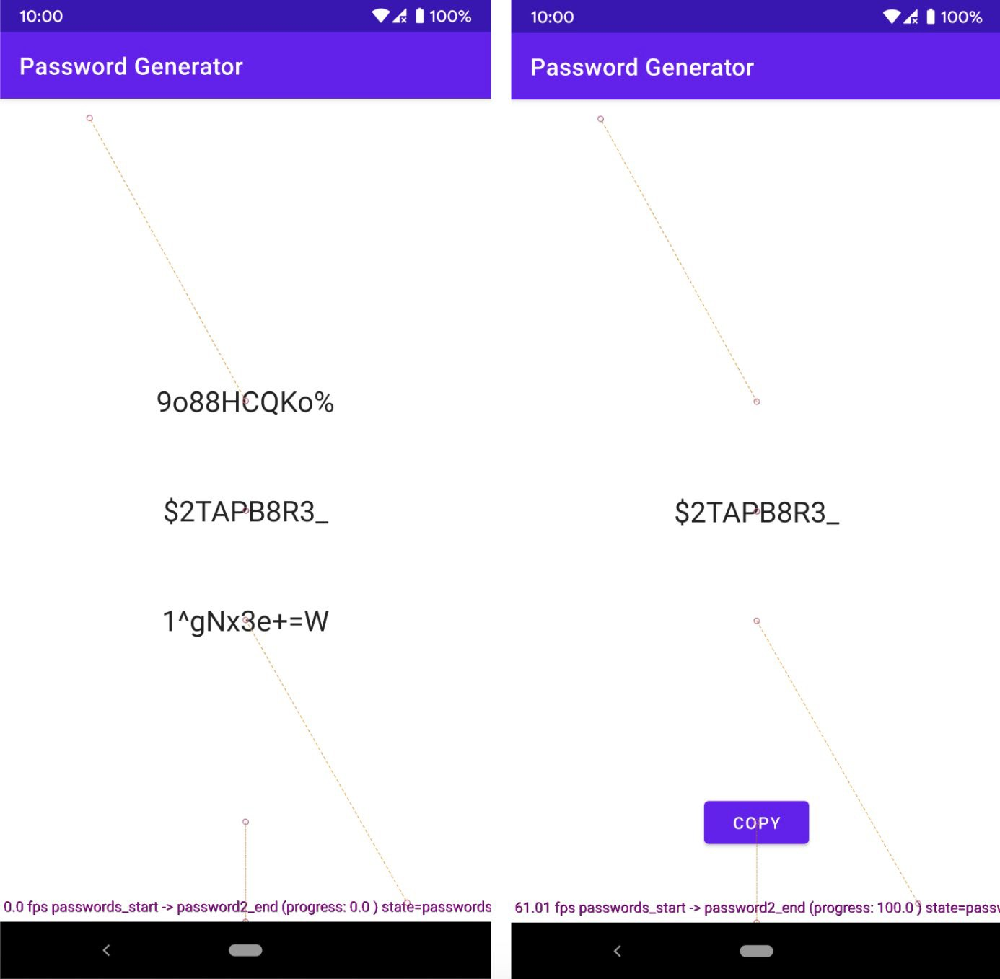 10:00 100%
Password Generator
9o88HCQKo%
$2TAPB8R3_
1^gNx3e+=W
0.0 fps passwords_start -> password2_end (progress: 0.0 ) state=passwords
10:00 100%
Password Generator
$2TAPB8R3_
COPY
61.01 fps passwords_start -> password2_end (progress: 100.0 ) state=passw